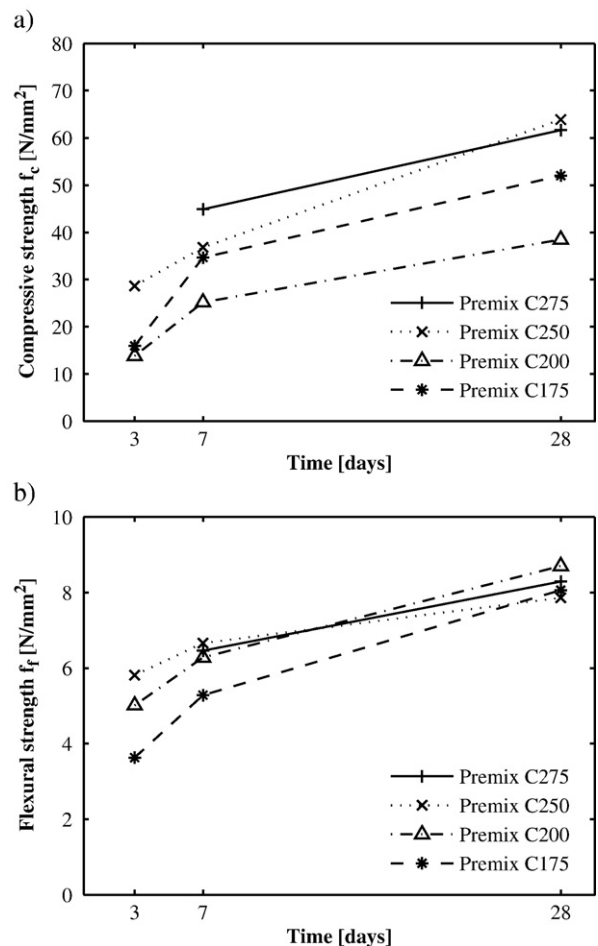 a)
80
70
60
50
40
30
20
10
0
Compressive strength f_c [N/mm²]
Premix C275
Premix C250
Premix C200
Premix C175
3 7 28
Time [days]
b)
10
8
6
4
2
0
Flexural strength f_f [N/mm²]
Premix C275
Premix C250
Premix C200
Premix C175
3 7 28
Time [days]